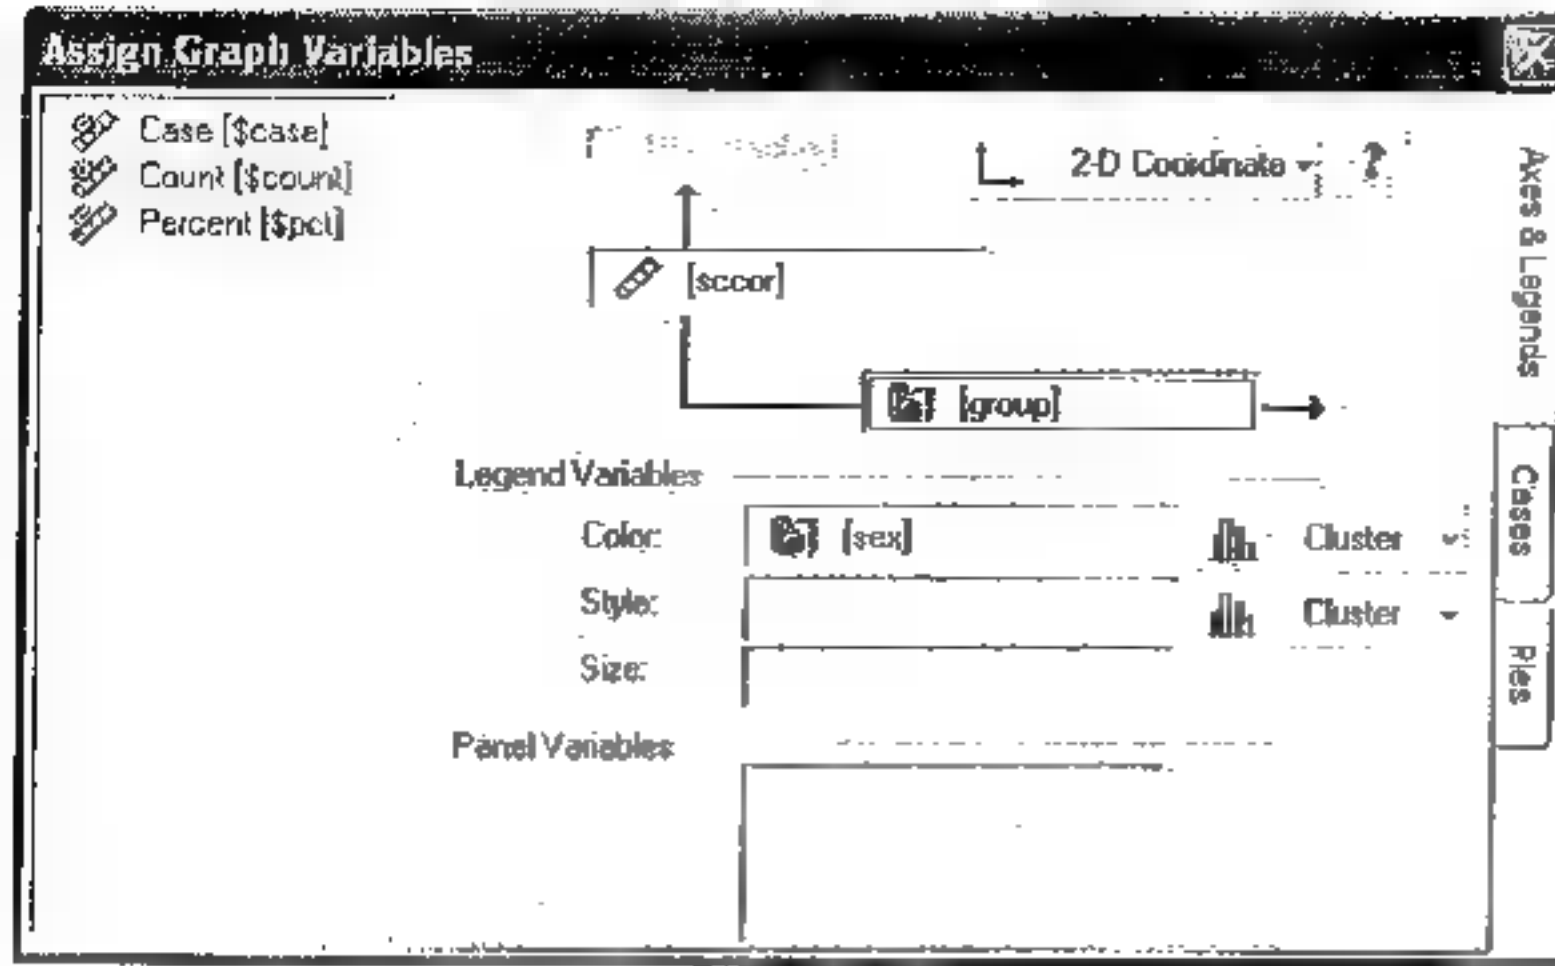 Assign Graph Variables
Case [$case]
Count [$count]
Percent [$pct]
2-D Coordinate
?
[sccor]
[group]
Legend Variables
Color:
[sex]
Cluster
Style:
Cluster
Size:
Panel Variables
Axes & Legends
Cases
Pies